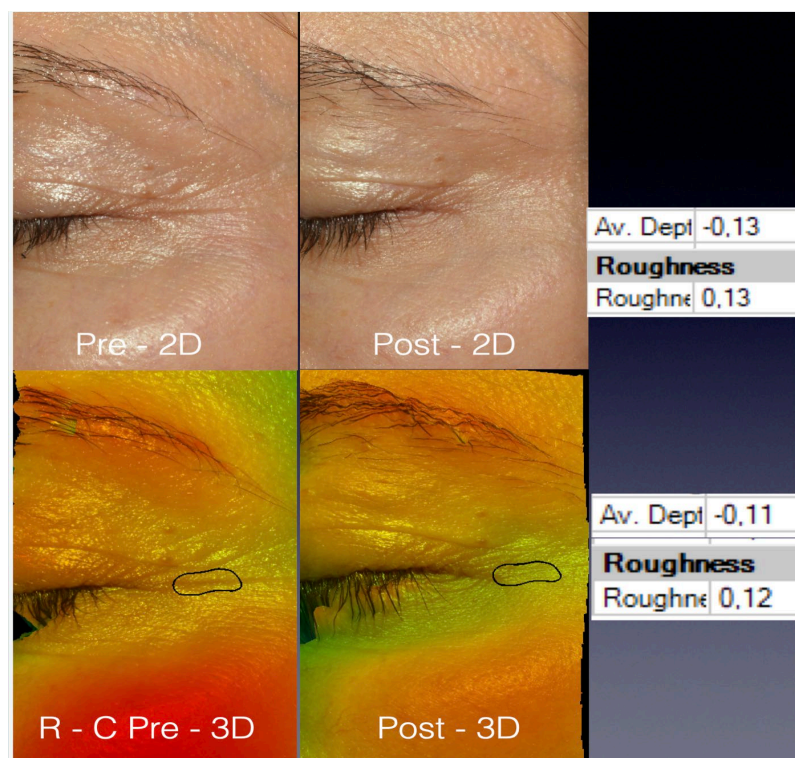 Av. Dept -0,13
Roughness
Roughne 0,13
Pre - 2D
Post - 2D
Av. Dept -0,11
Roughness
Roughne 0,12
R - C Pre - 3D
Post - 3D